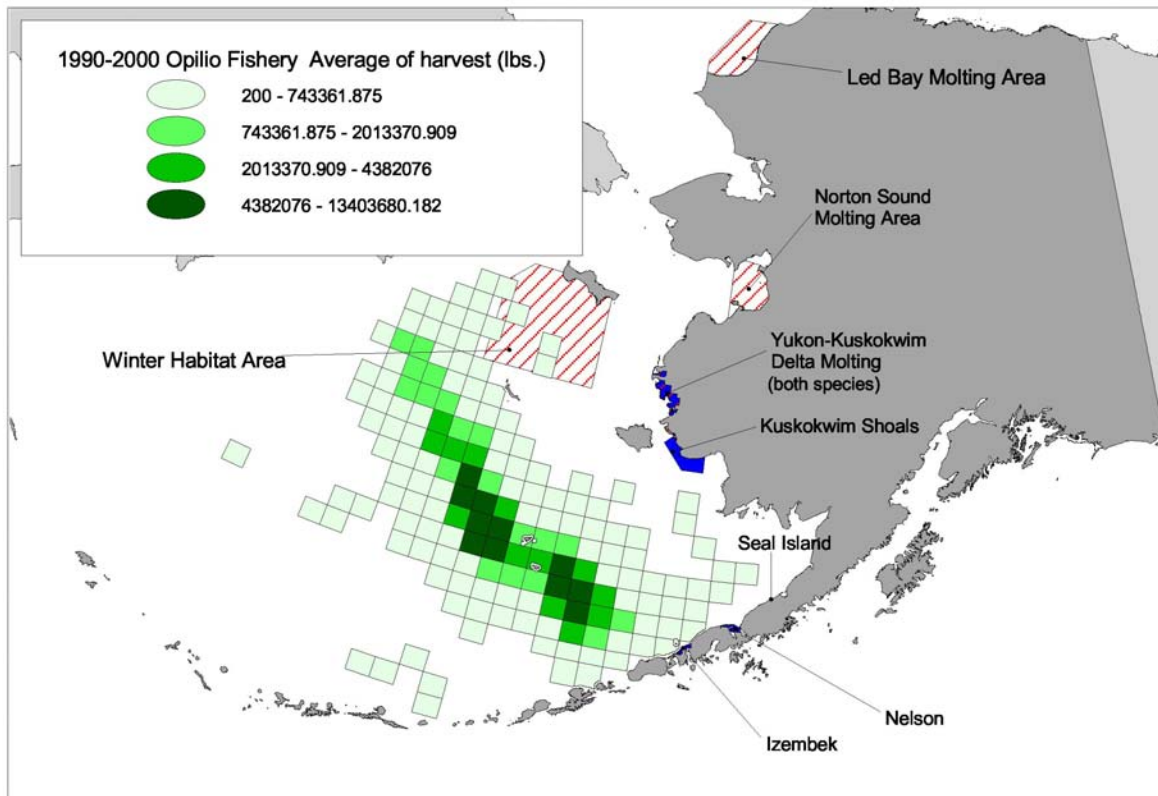 1990-2000 Opilio Fishery Average of harvest (lbs.)
200 - 743361.875
743361.875 - 2013370.909
2013370.909 - 4382076
4382076 - 13403680.182
Led Bay Molting Area
Norton Sound
Molting Area
Winter Habitat Area
Yukon-Kuskokwim
Delta Molting
(both species)
Kuskokwim Shoals
Seal Island
Nelson
Izembek